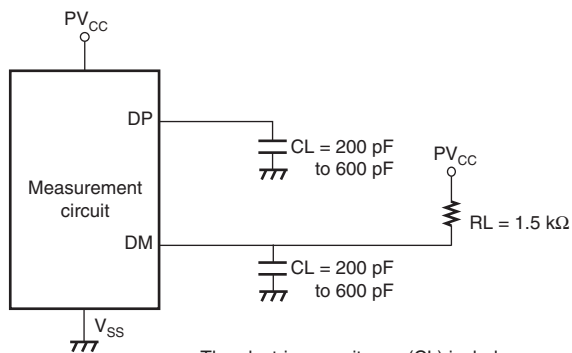 PVCC
DP
CL = 200 pF
to 600 pF
PVCC
Measurement
circuit
RL = 1.5 kΩ
DM
CL = 200 pF
to 600 pF
VSS